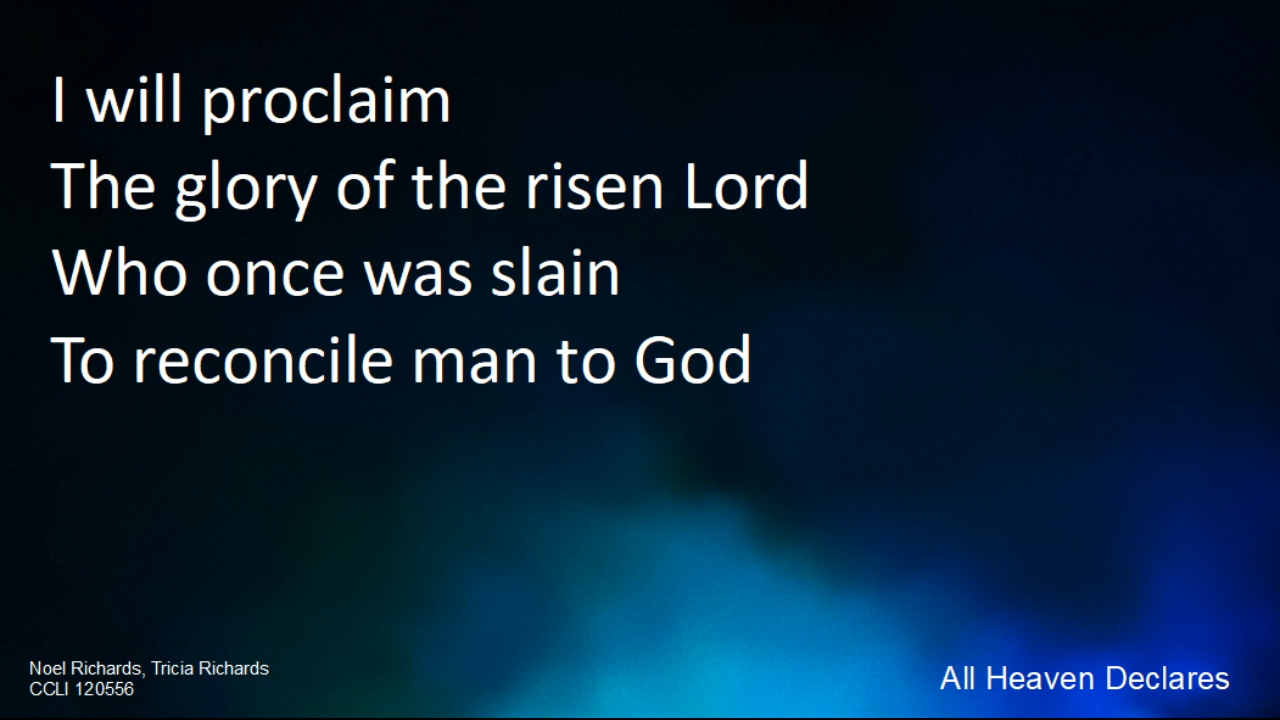 I will proclaim
The glory of the risen Lord
Who once was slain
To reconcile man to God
Noel Richards, Tricia Richards
CCLI 120556
All Heaven Declares